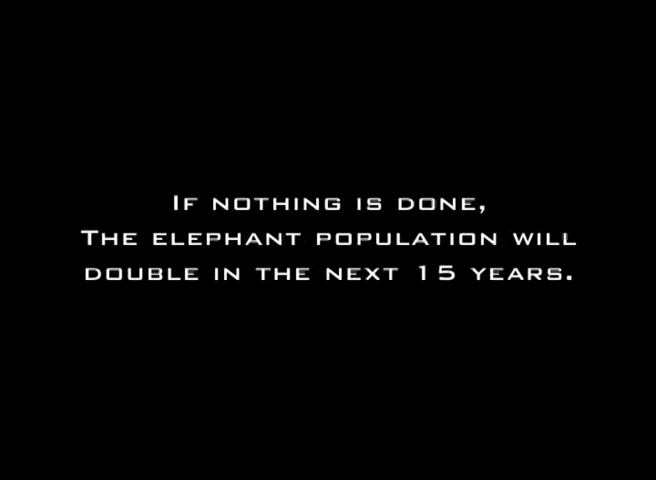 If nothing is done,
The elephant population will
double in the next 15 years.